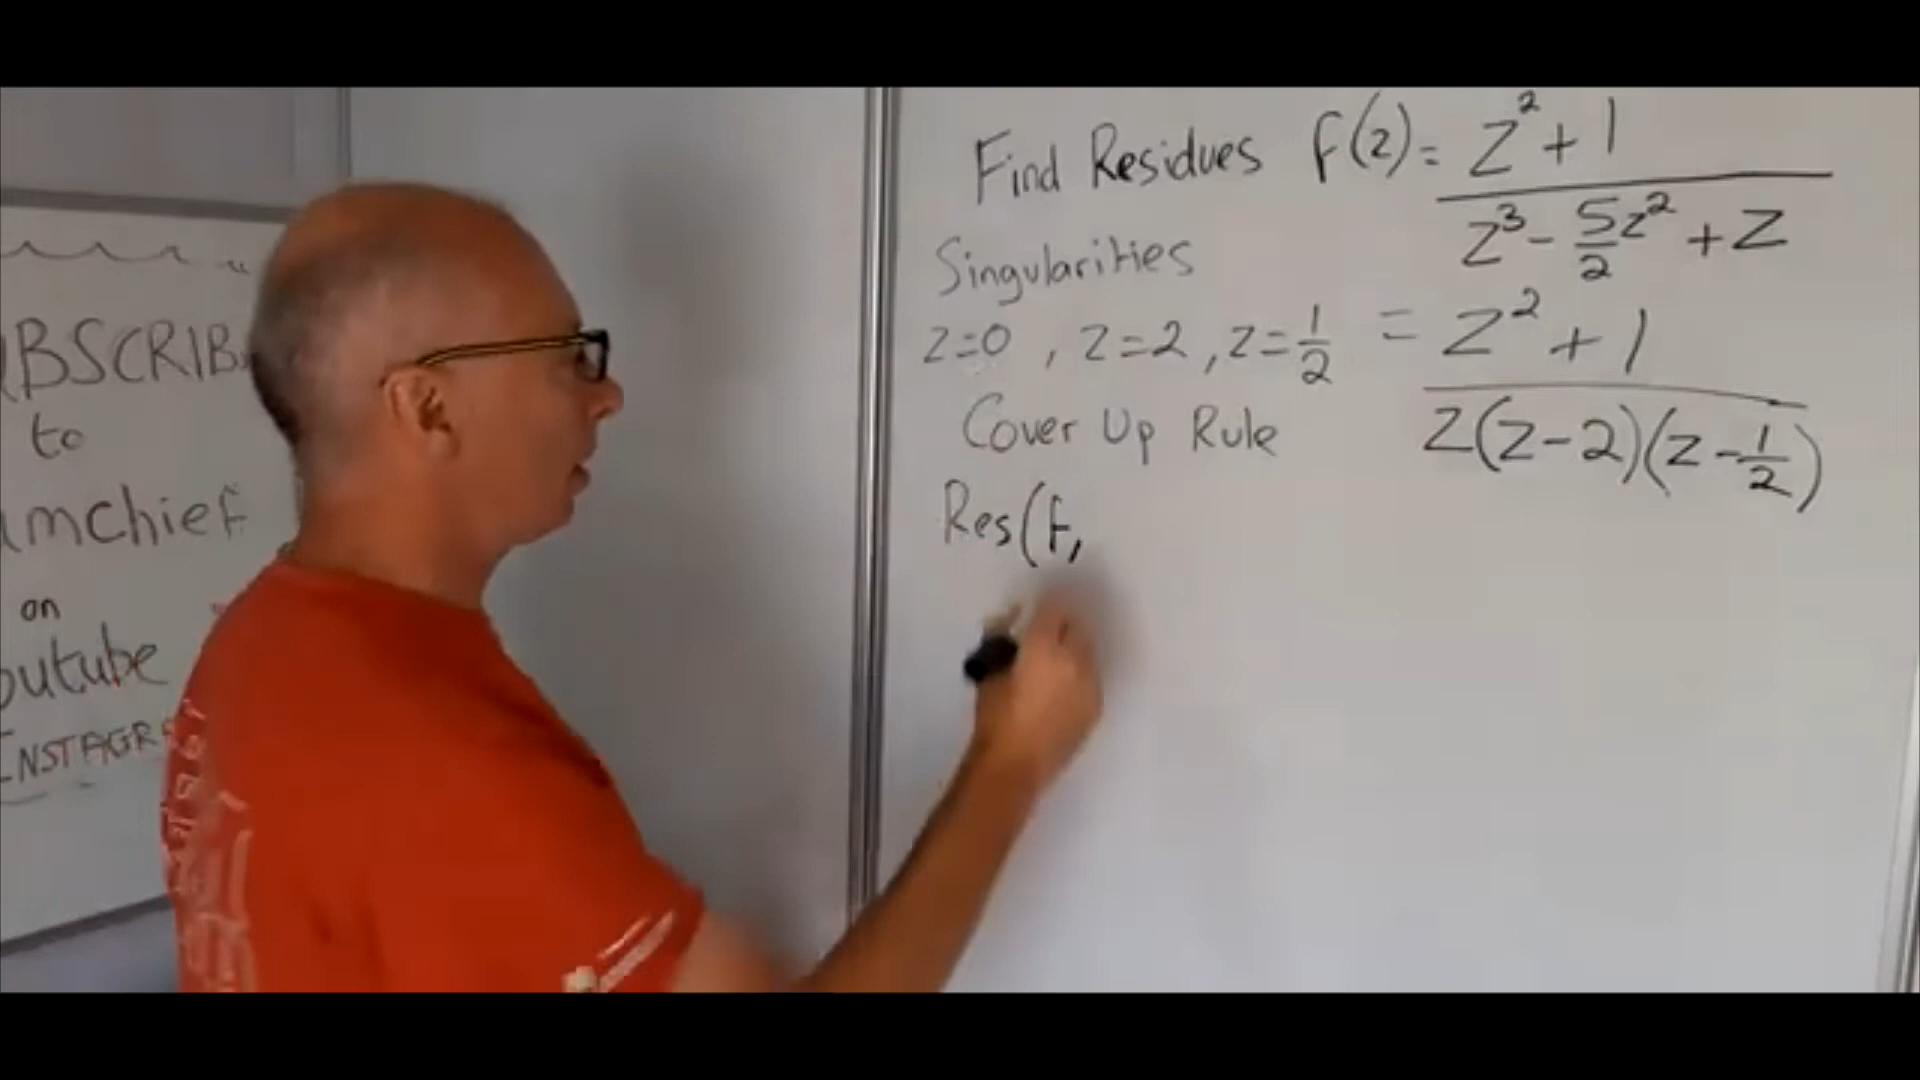 to
on
Find Residues f(z) = z² + 1
z³ - 5/2 z² + z
Singularities
z=0 , z=2 , z=1/2 = z² + 1
z(z-2)(z-1/2)
Cover Up Rule
Res(f,